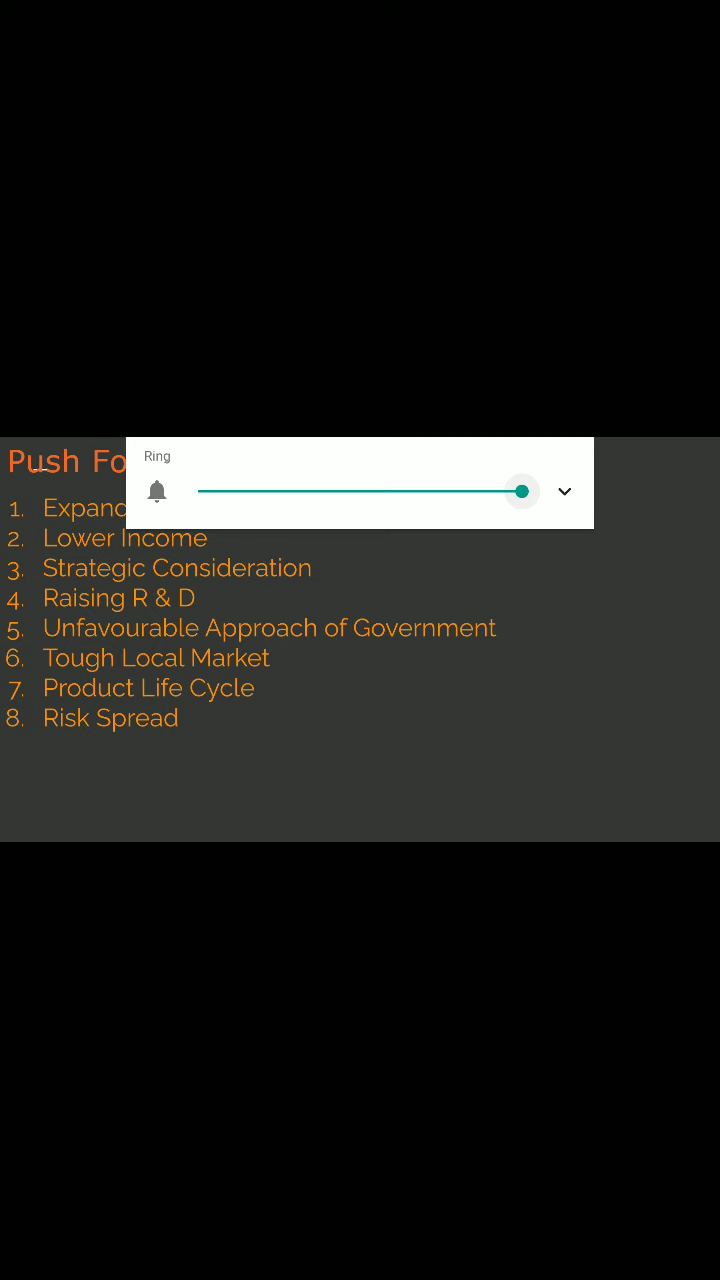 Push Fo
Ring
1. Expand
2. Lower Income
3. Strategic Consideration
4. Raising R & D
5. Unfavourable Approach of Government
6. Tough Local Market
7. Product Life Cycle
8. Risk Spread